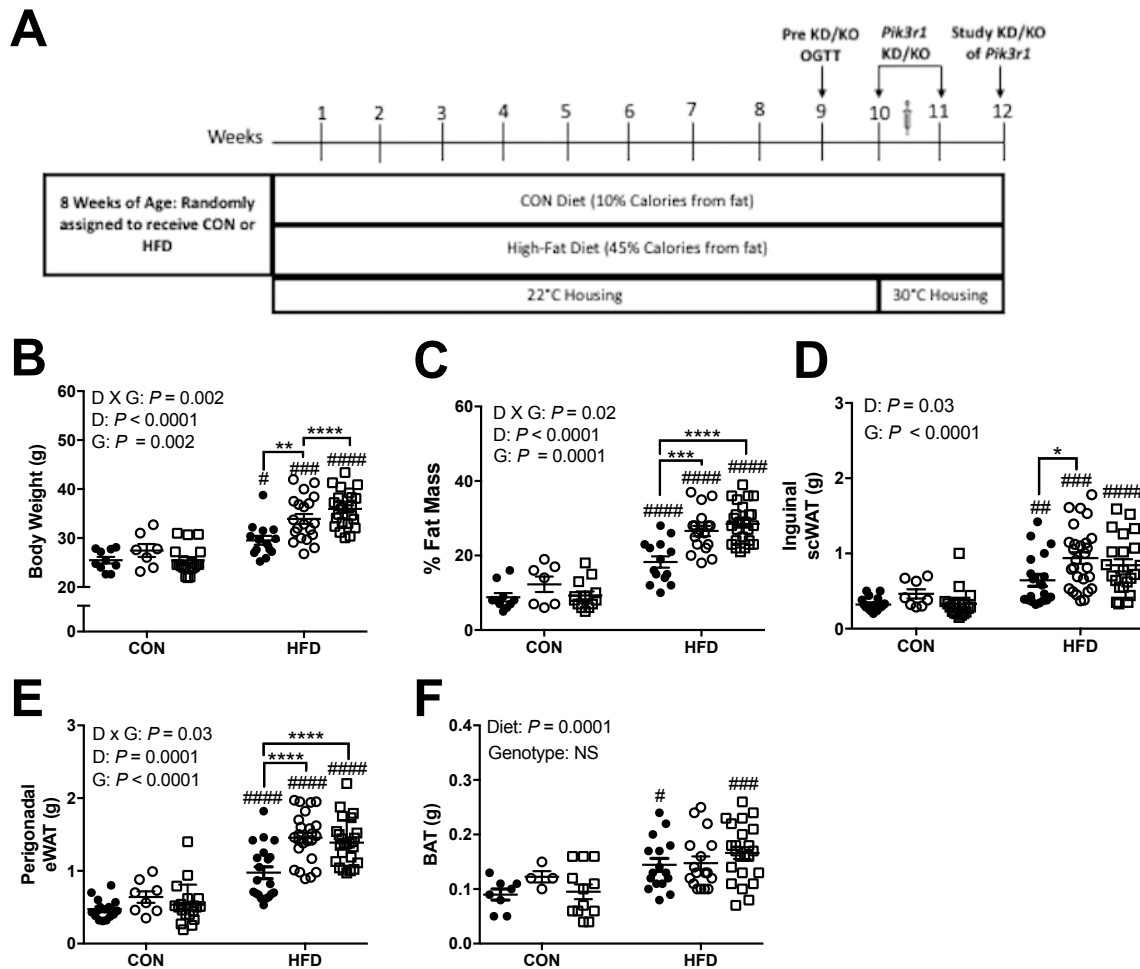 A
Pre KD/KO
OGTT
Pik3r1
KD/KO
Study KD/KO
of Pik3r1
Weeks
1 2 3 4 5 6 7 8 9 10 11 12
8 Weeks of Age: Randomly
assigned to receive CON or
HFD
CON Diet (10% Calories from fat)
High-Fat Diet (45% Calories from fat)
22°C Housing
30°C Housing
B
D X G: P = 0.002
D: P < 0.0001
G: P = 0.002
Body Weight (g)
60
50
40
30
20
0
** ****
# ### ####
CON HFD
C
D X G: P = 0.02
D: P < 0.0001
G: P = 0.0001
% Fat Mass
60
40
20
0
****
***
#### #### ####
CON HFD
D
D: P = 0.03
G: P < 0.0001
Inguinal
scWAT (g)
3
2
1
0
*
## ### ####
CON HFD
E
D x G: P = 0.03
D: P = 0.0001
G: P < 0.0001
Perigonadal
eWAT (g)
3
2
1
0
****
****
#### #### ####
CON HFD
F
Diet: P = 0.0001
Genotype: NS
BAT (g)
0.4
0.3
0.2
0.1
0.0
# ###
CON HFD